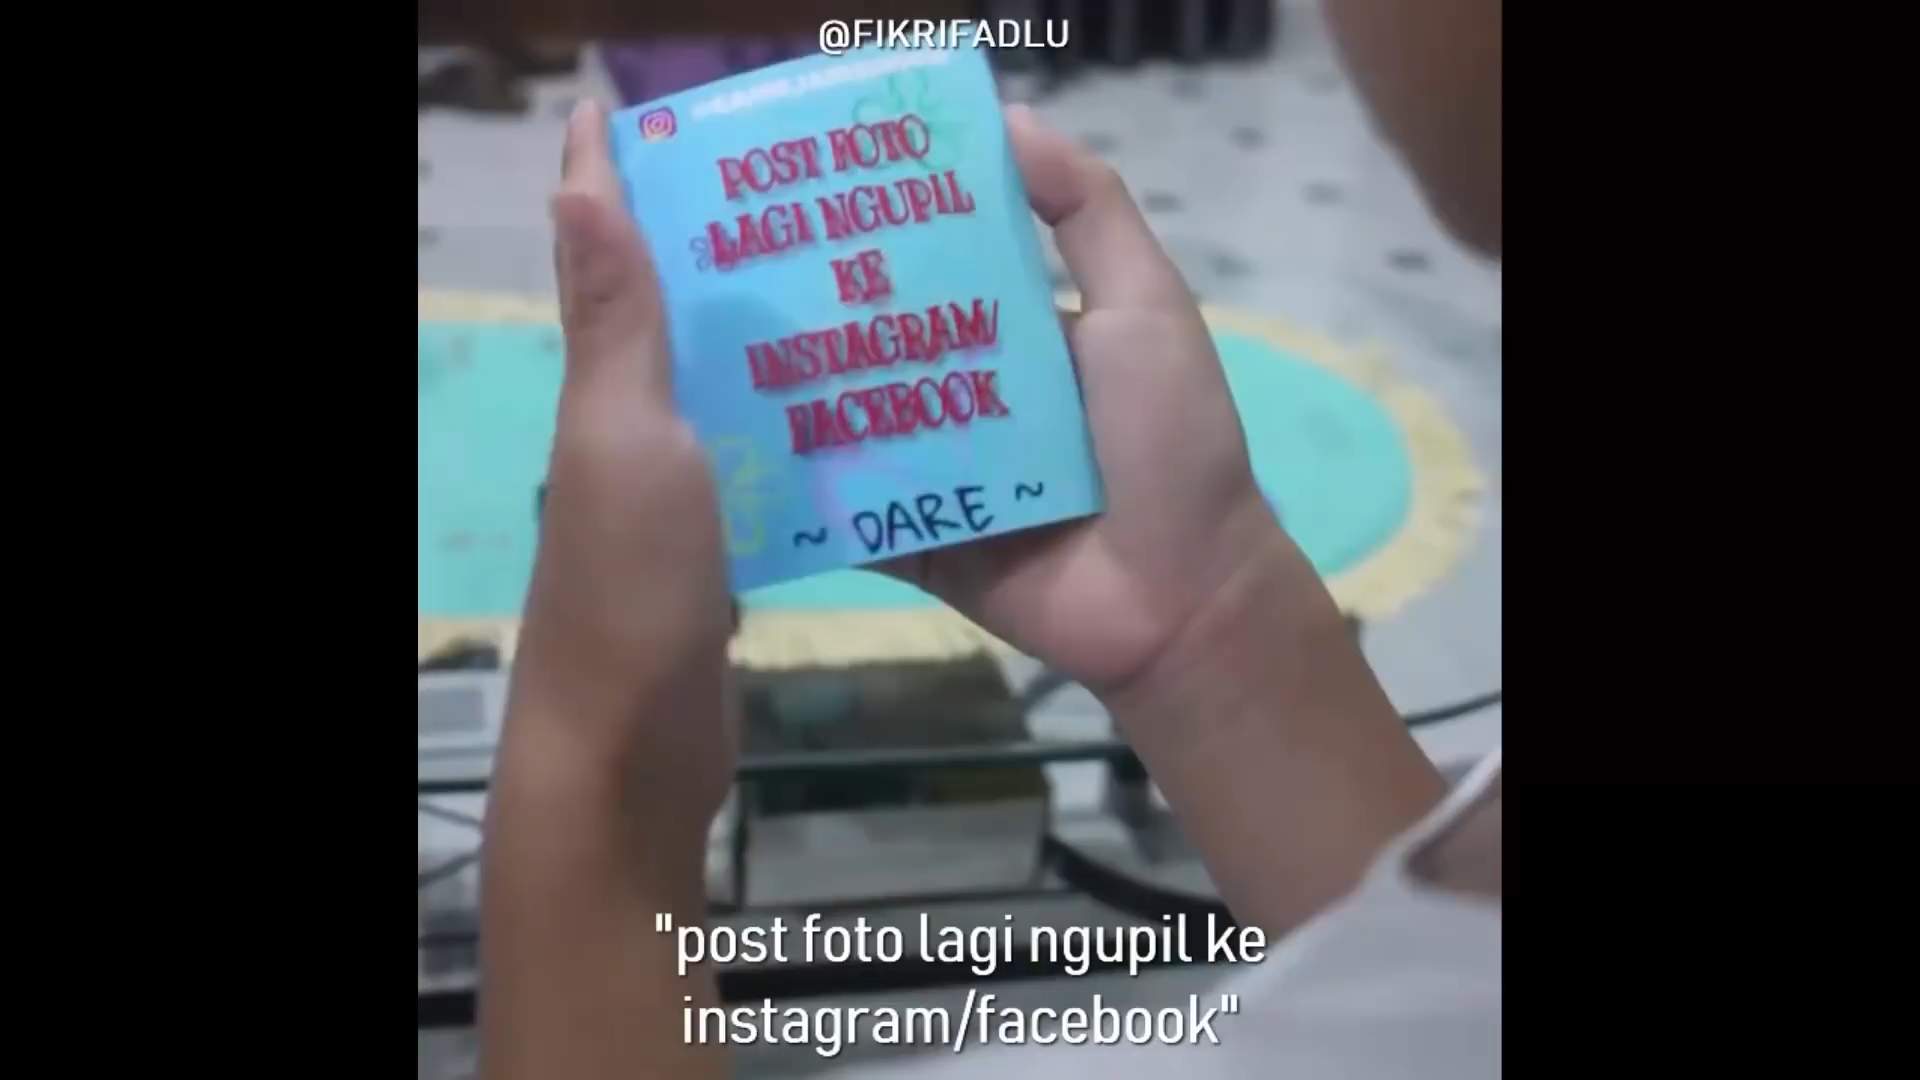 @FIKRIFADLU
POST FOTO
LAGI NGUPIL
KE
INSTAGRAM/
FACEBOOK
~ DARE ~
"post foto lagi ngupil ke
instagram/facebook"